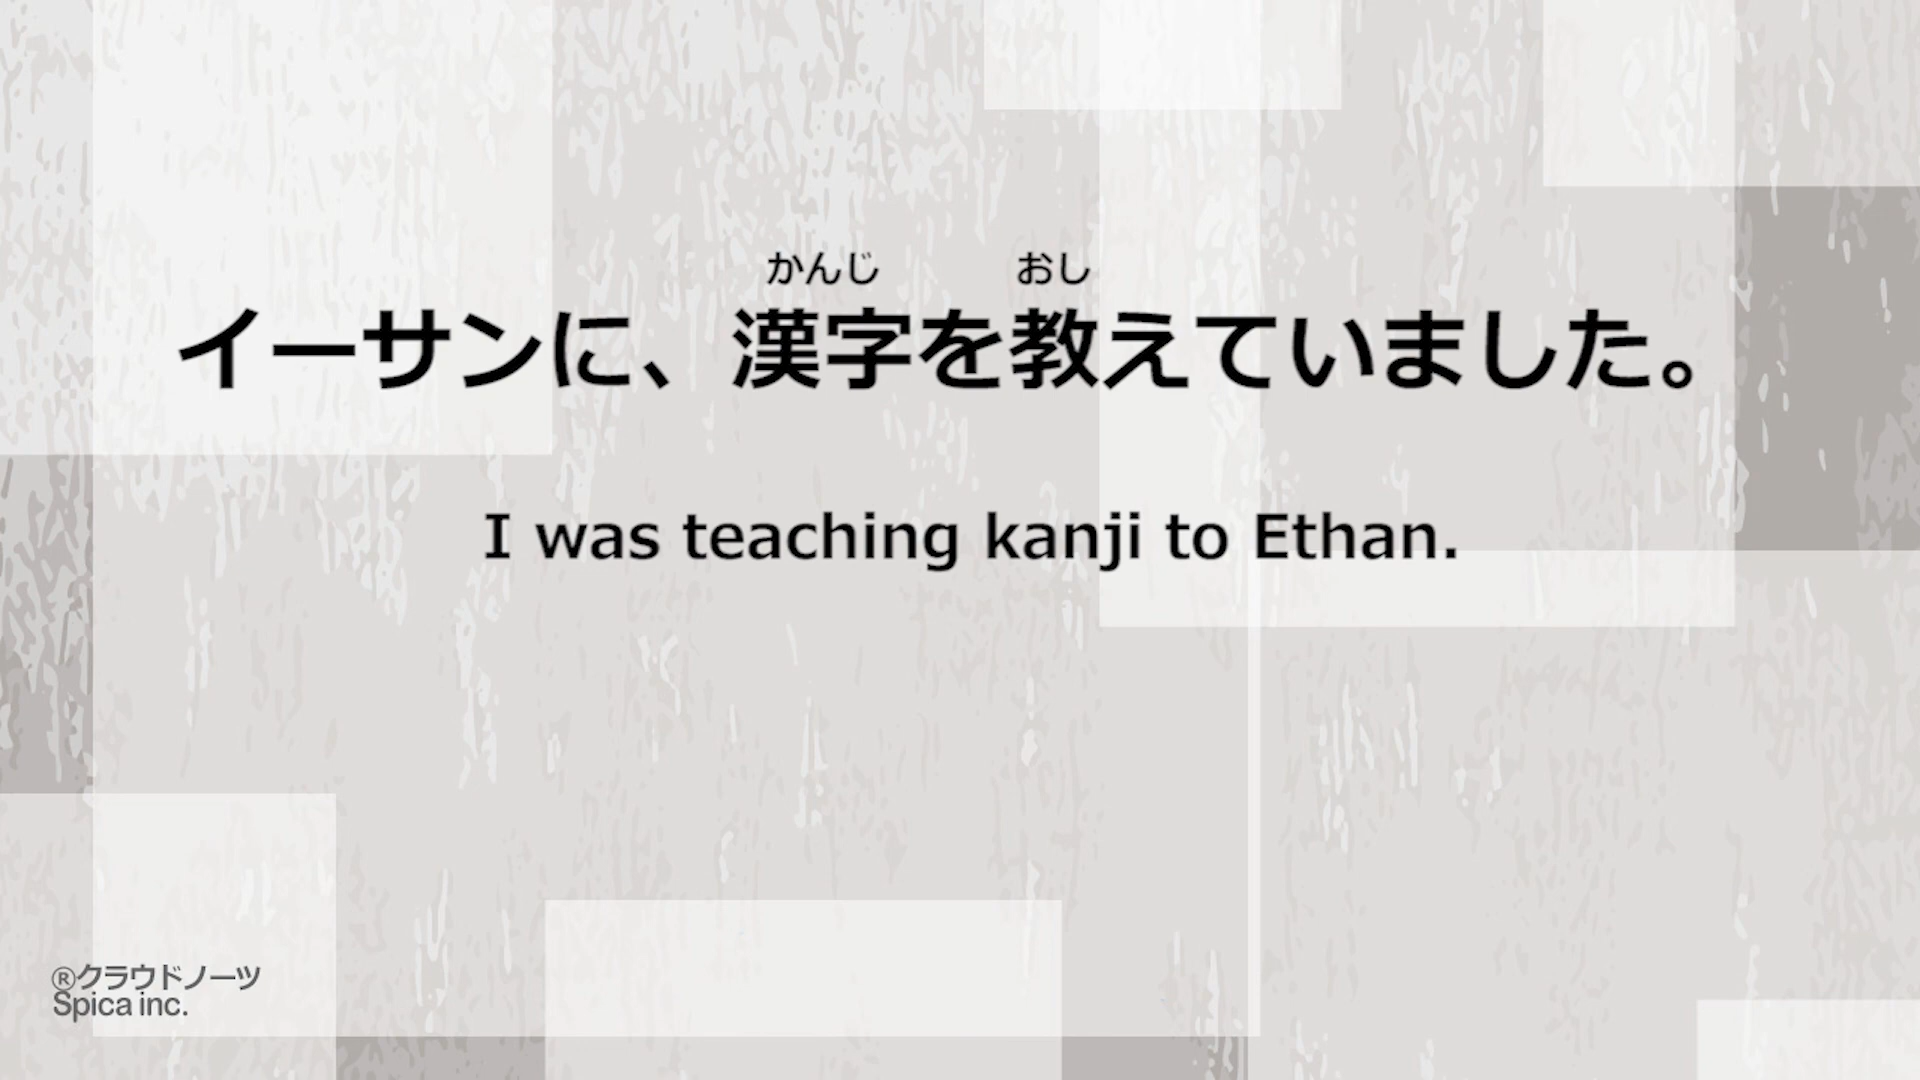 かんじ おし
イーサンに、漢字を教えていました。
I was teaching kanji to Ethan.
®クラウドノーツ
Spica inc.